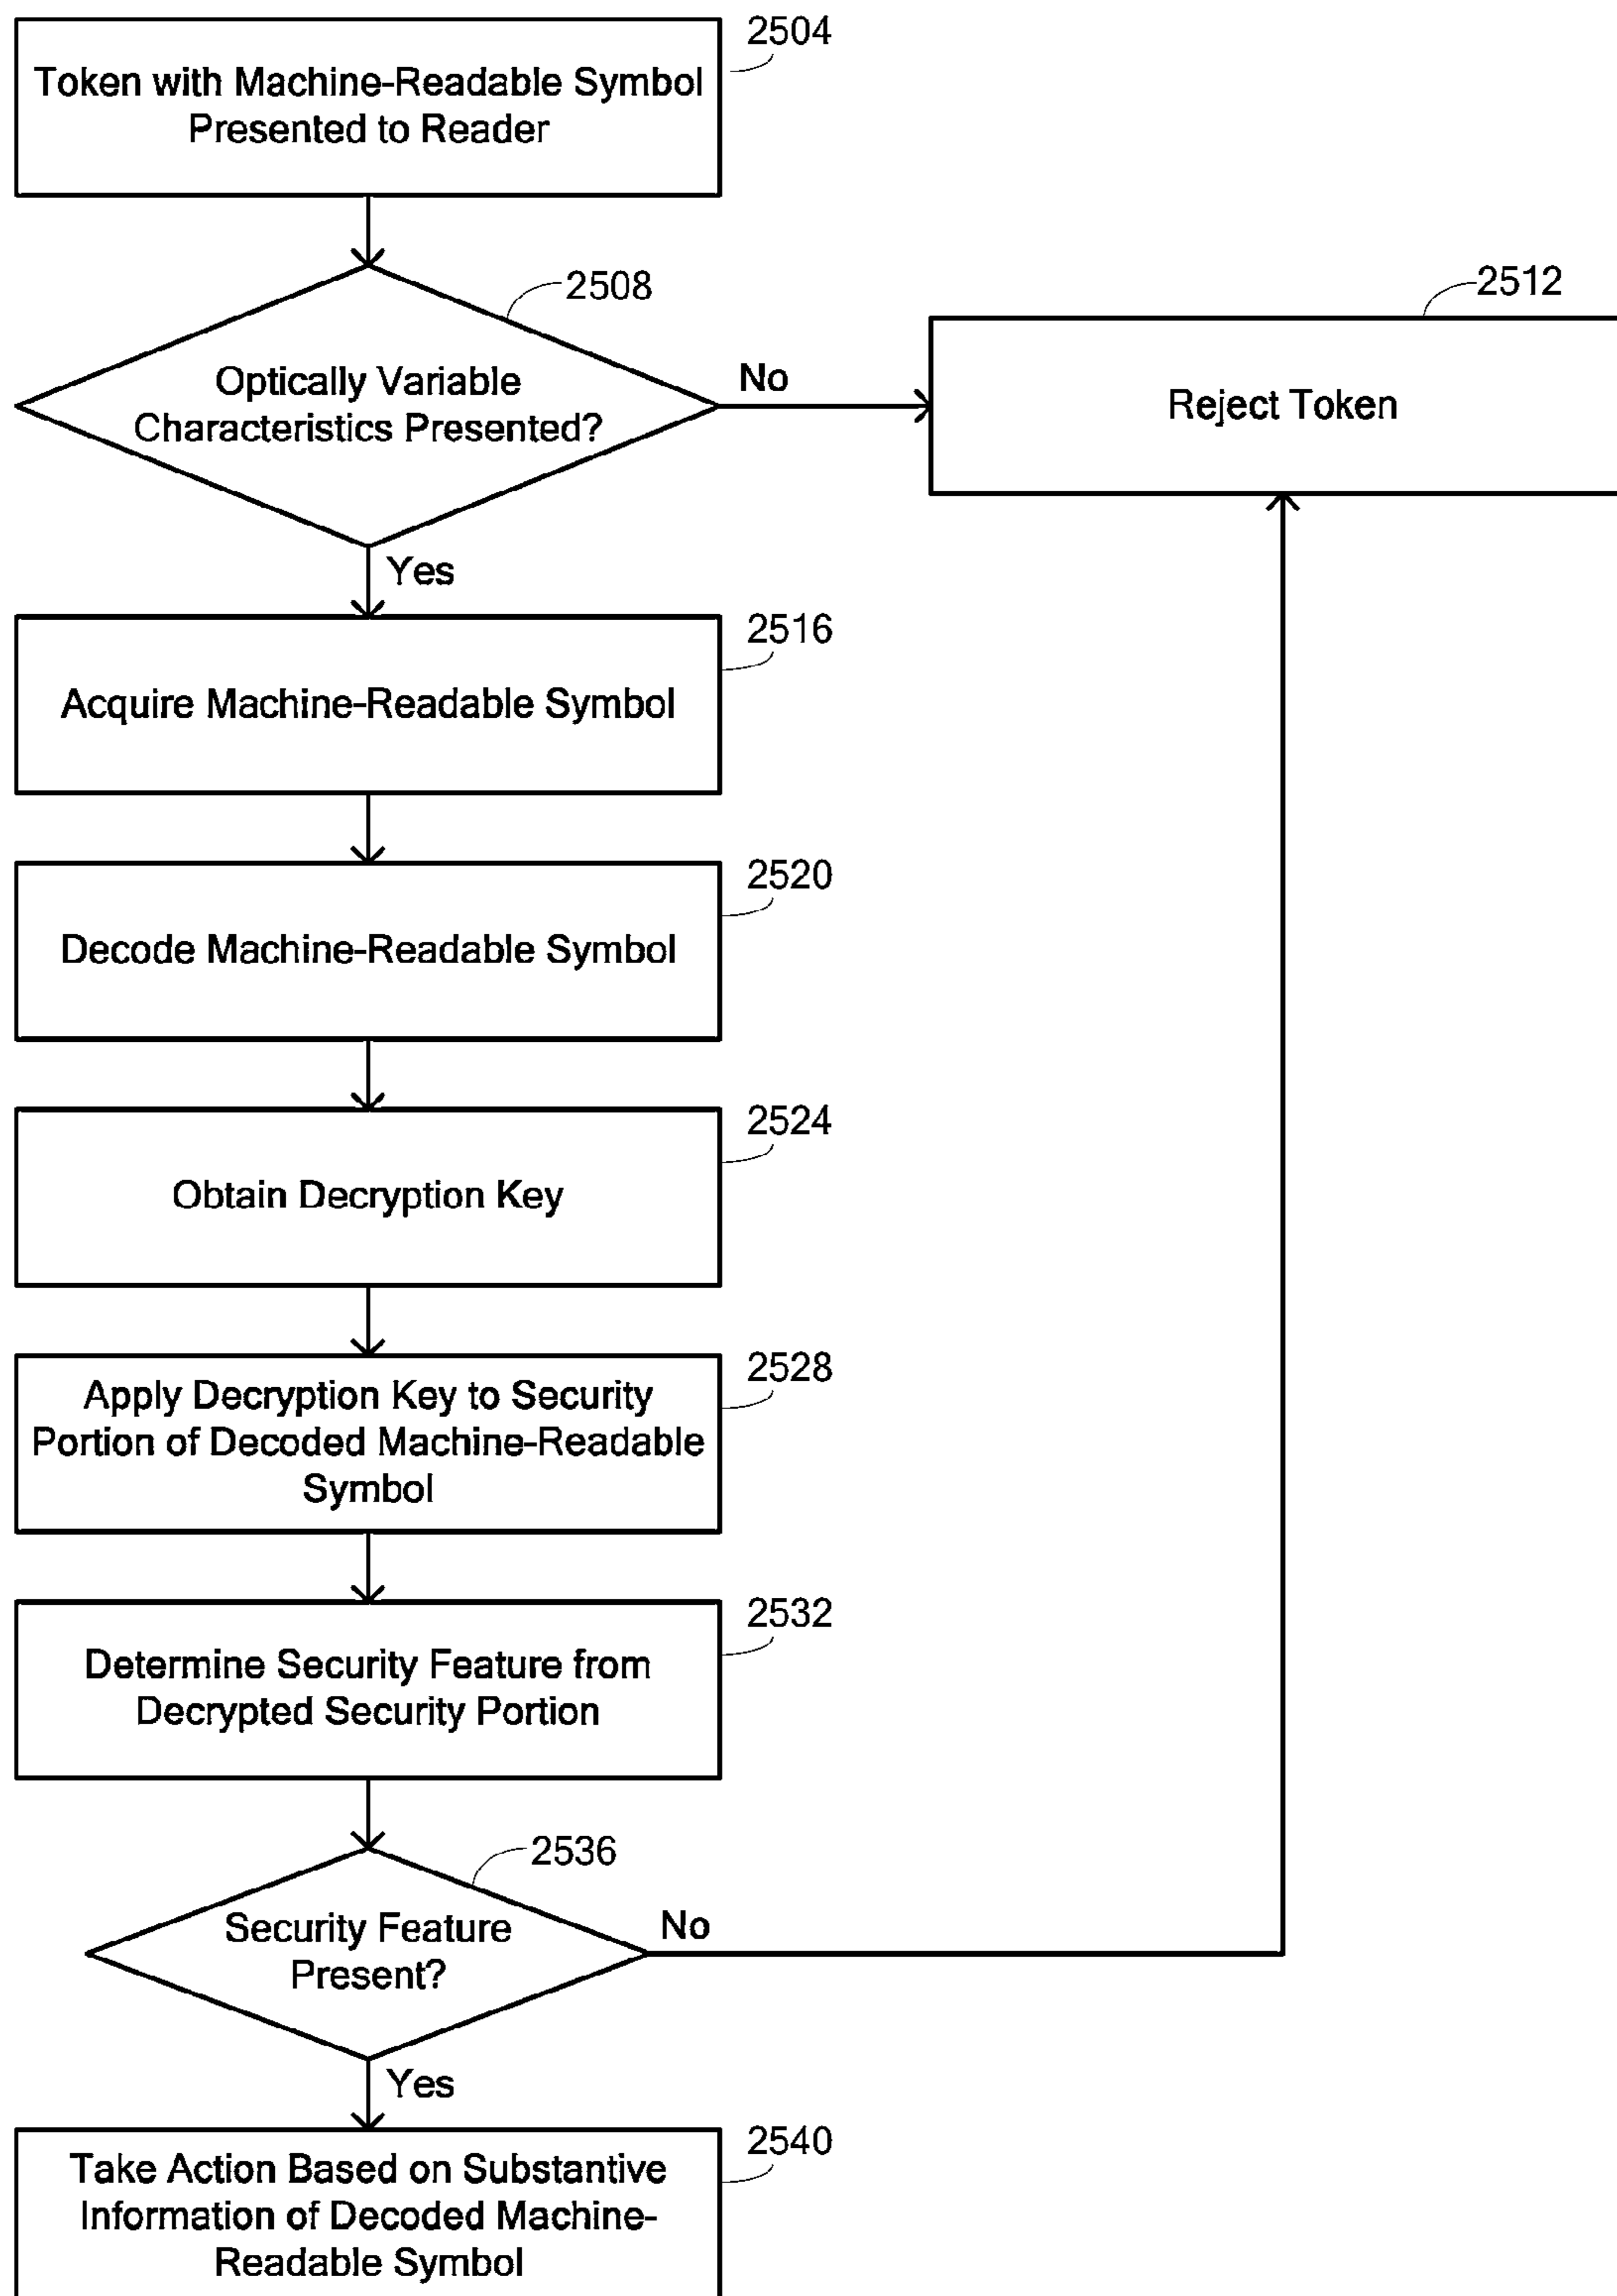 2504
Token with Machine-Readable Symbol
Presented to Reader
2508
Optically Variable
Characteristics Presented?
No
2512
Reject Token
Yes
2516
Acquire Machine-Readable Symbol
2520
Decode Machine-Readable Symbol
2524
Obtain Decryption Key
2528
Apply Decryption Key to Security
Portion of Decoded Machine-Readable
Symbol
2532
Determine Security Feature from
Decrypted Security Portion
2536
Security Feature
Present?
No
Yes
2540
Take Action Based on Substantive
Information of Decoded Machine-
Readable Symbol